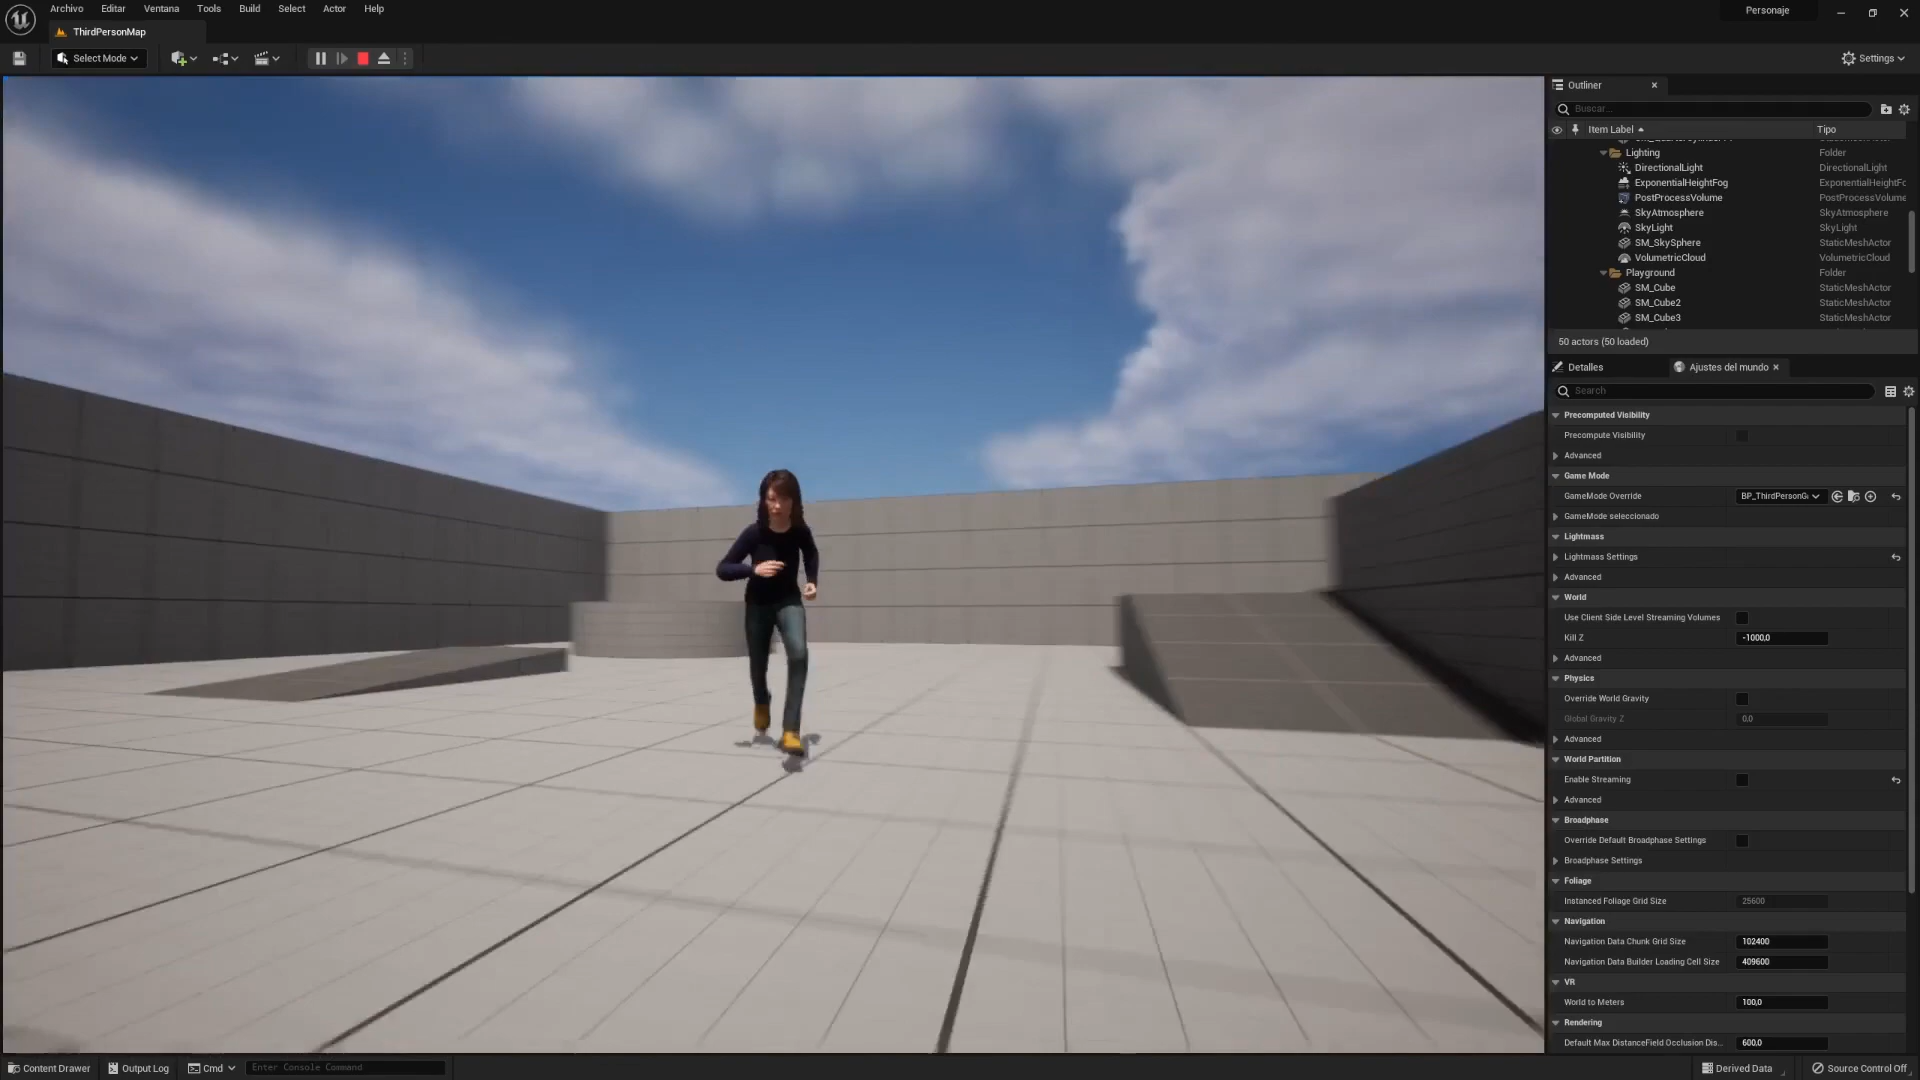 Archivo Editar Ventana Tools Build Select Actor Help
Personaje
ThirdPersonMap
Select Mode
Settings
Outliner
Buscar...
Item Label Tipo
Lighting Folder
DirectionalLight DirectionalLight
ExponentialHeightFog ExponentialHeightFc
PostProcessVolume PostProcessVolume
SkyAtmosphere SkyAtmosphere
SkyLight SkyLight
SM_SkySphere StaticMeshActor
VolumetricCloud VolumetricCloud
Playground Folder
SM_Cube StaticMeshActor
SM_Cube2 StaticMeshActor
SM_Cube3 StaticMeshActor
50 actors (50 loaded)
Detalles Ajustes del mundo
Search
Precomputed Visibility
Precompute Visibility
Advanced
Game Mode
GameMode Override BP_ThirdPersonG
GameMode seleccionado
Lightmass
Lightmass Settings
Advanced
World
Use Client Side Level Streaming Volumes
Kill Z -1000,0
Advanced
Physics
Override World Gravity
Global Gravity Z 0.0
Advanced
World Partition
Enable Streaming
Advanced
Broadphase
Override Default Broadphase Settings
Broadphase Settings
Foliage
Instanced Foliage Grid Size 25600
Navigation
Navigation Data Chunk Grid Size 102400
Navigation Data Builder Loading Cell Size 409600
VR
World to Meters 100,0
Rendering
Default Max DistanceField Occlusion Dis... 600,0
Content Drawer Output Log Cmd Enter Console Command Derived Data Source Control Off